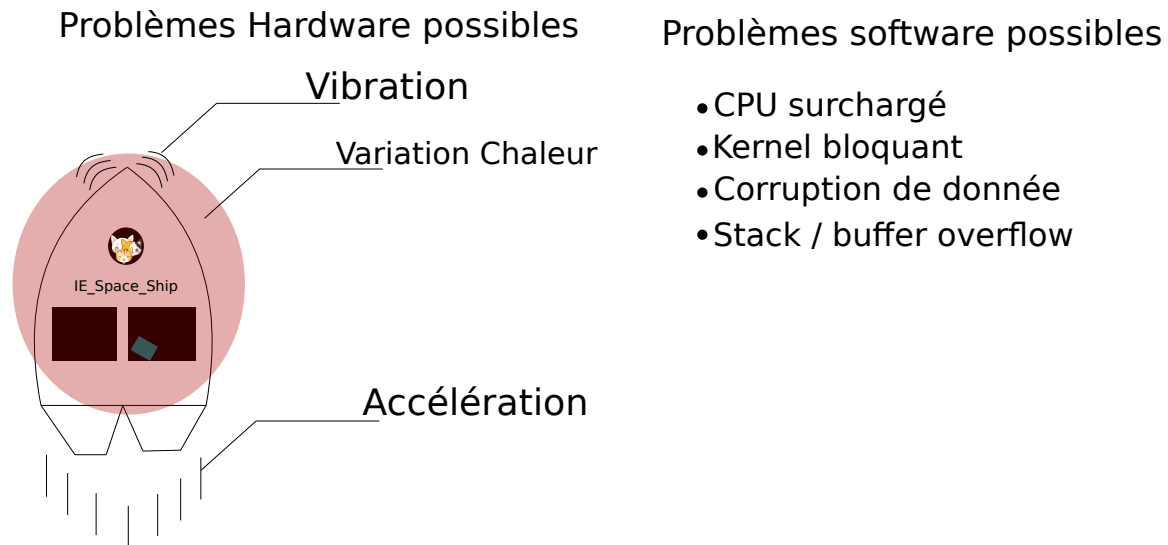 Problèmes Hardware possibles
Vibration
Variation Chaleur
IE_Space_Ship
Accélération
Problèmes software possibles
•CPU surchargé
•Kernel bloquant
•Corruption de donnée
•Stack / buffer overflow